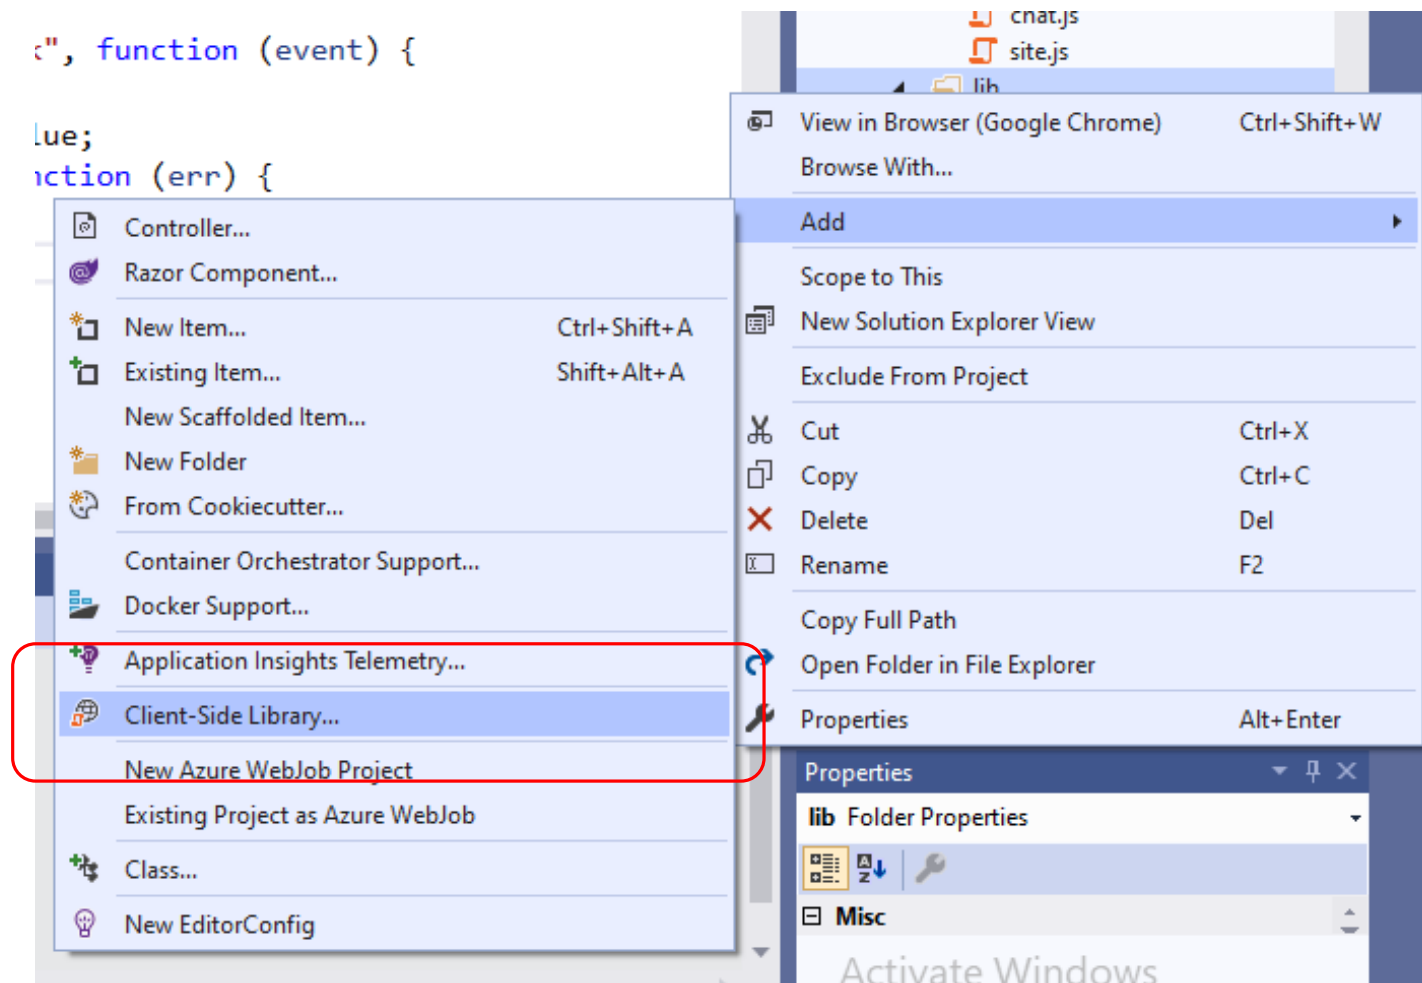 chat.js
site.js
lib
", function (event) {
lue;
nction (err) {
View in Browser (Google Chrome) Ctrl+Shift+W
Browse With...
Add
Scope to This
New Solution Explorer View
Exclude From Project
Cut Ctrl+X
Copy Ctrl+C
Delete Del
Rename F2
Copy Full Path
Open Folder in File Explorer
Properties Alt+Enter
Controller...
Razor Component...
New Item... Ctrl+Shift+A
Existing Item... Shift+Alt+A
New Scaffolded Item...
New Folder
From Cookiecutter...
Container Orchestrator Support...
Docker Support...
Application Insights Telemetry...
Client-Side Library...
New Azure WebJob Project
Existing Project as Azure WebJob
Class...
New EditorConfig
Properties
lib Folder Properties
Misc
Activate Windows